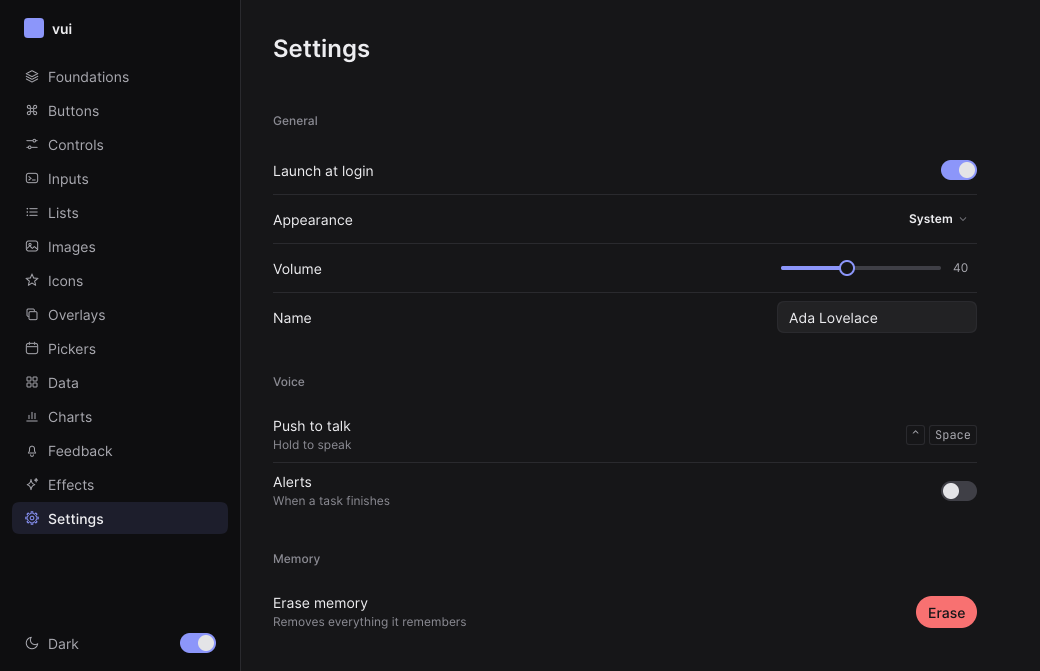 vui
Foundations
Buttons
Controls
Inputs
Lists
Images
Icons
Overlays
Pickers
Data
Charts
Feedback
Effects
Settings
Dark
Settings
General
Launch at login
Appearance System
Volume 40
Name Ada Lovelace
Voice
Push to talk
Hold to speak
^ Space
Alerts
When a task finishes
Memory
Erase memory
Removes everything it remembers
Erase